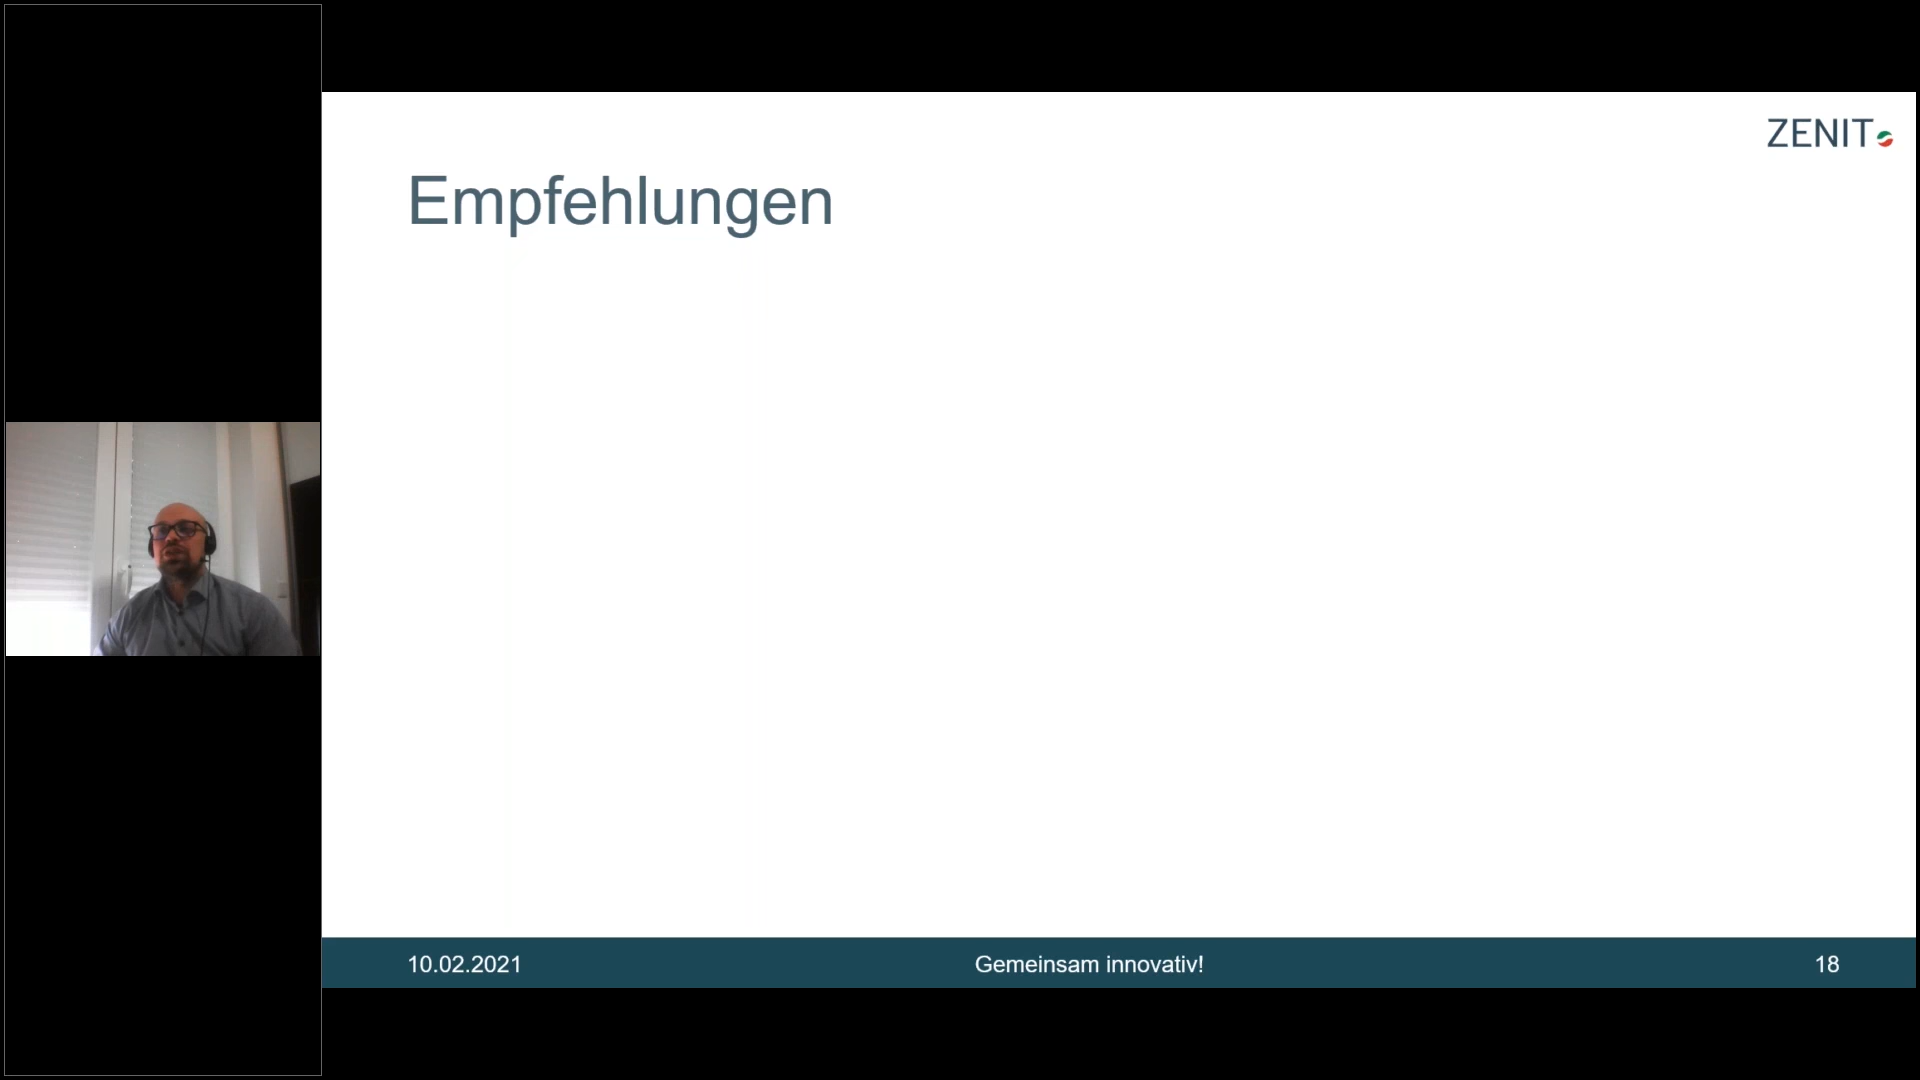 ZENIT
Empfehlungen
10.02.2021
Gemeinsam innovativ!
18